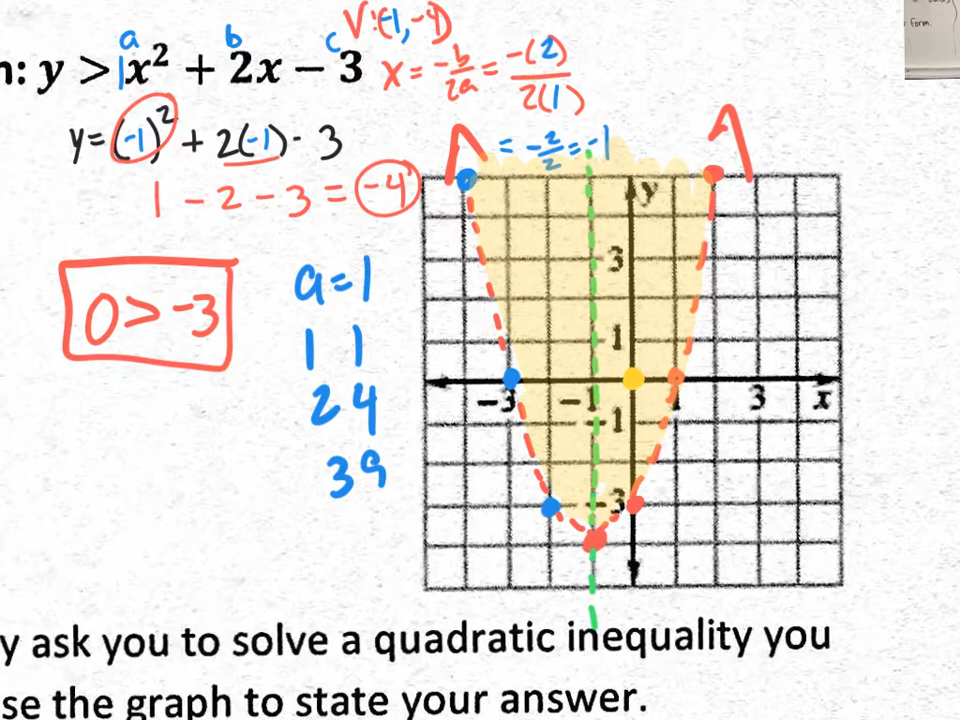 V:(-1,-4)
a b c
n: y > 1x² + 2x − 3
x = -b/2a = -(2)/2(1)
y = (-1)² + 2(-1) - 3
= -2/2 = -1
1 - 2 - 3 = -4
0 > -3
a = 1
1 1
2 4
3 9
y
3
1
−3 −1 1 3 x
−1
−3
y ask you to solve a quadratic inequality you
se the graph to state your answer.
form.